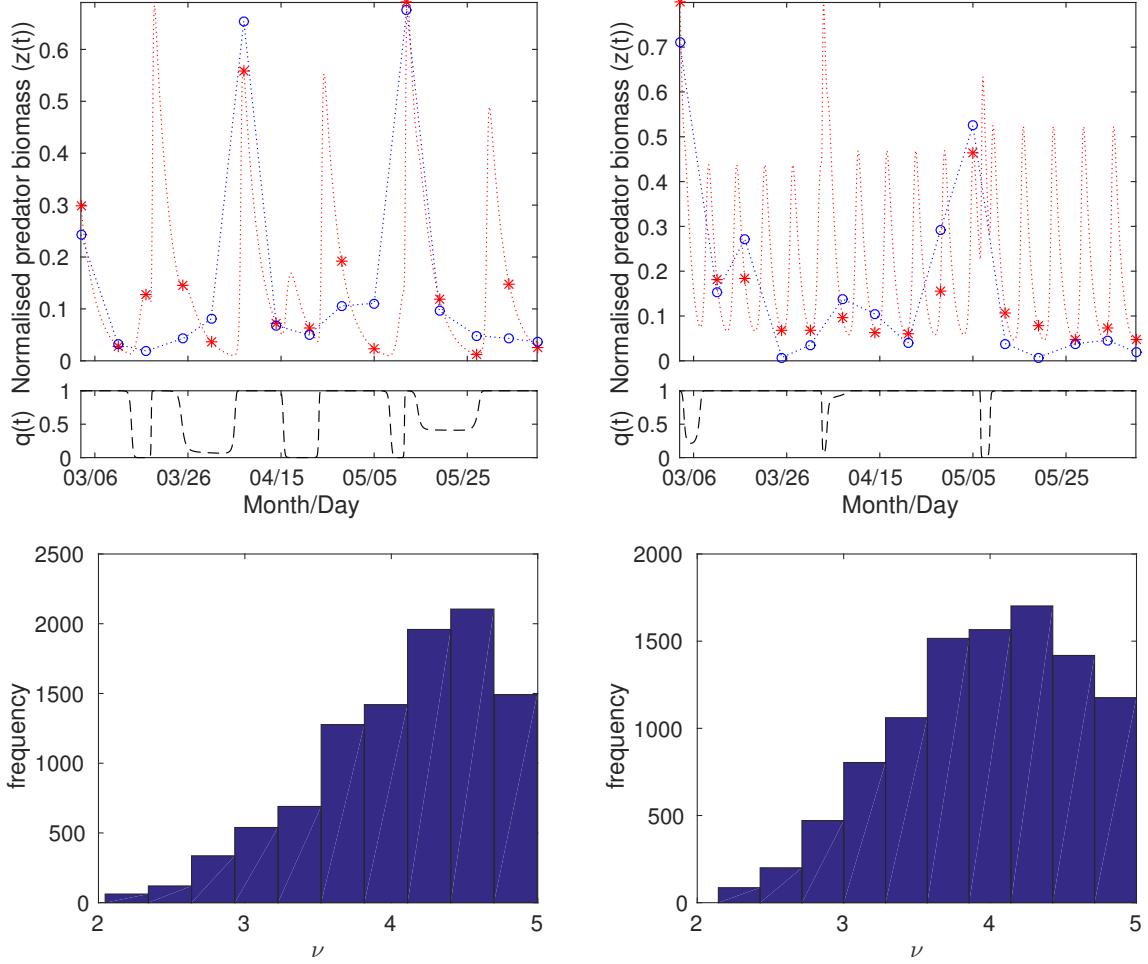 Normalised predator biomass (z(t))
0.6
0.5
0.4
0.3
0.2
0.1
0
q(t)
1
0.5
0
03/06 03/26 04/15 05/05 05/25
Month/Day
Normalised predator biomass (z(t))
0.7
0.6
0.5
0.4
0.3
0.2
0.1
0
q(t)
1
0.5
0
03/06 03/26 04/15 05/05 05/25
Month/Day
frequency
2500
2000
1500
1000
500
0
2 3 4 5
ν
frequency
2000
1500
1000
500
0
2 3 4 5
ν